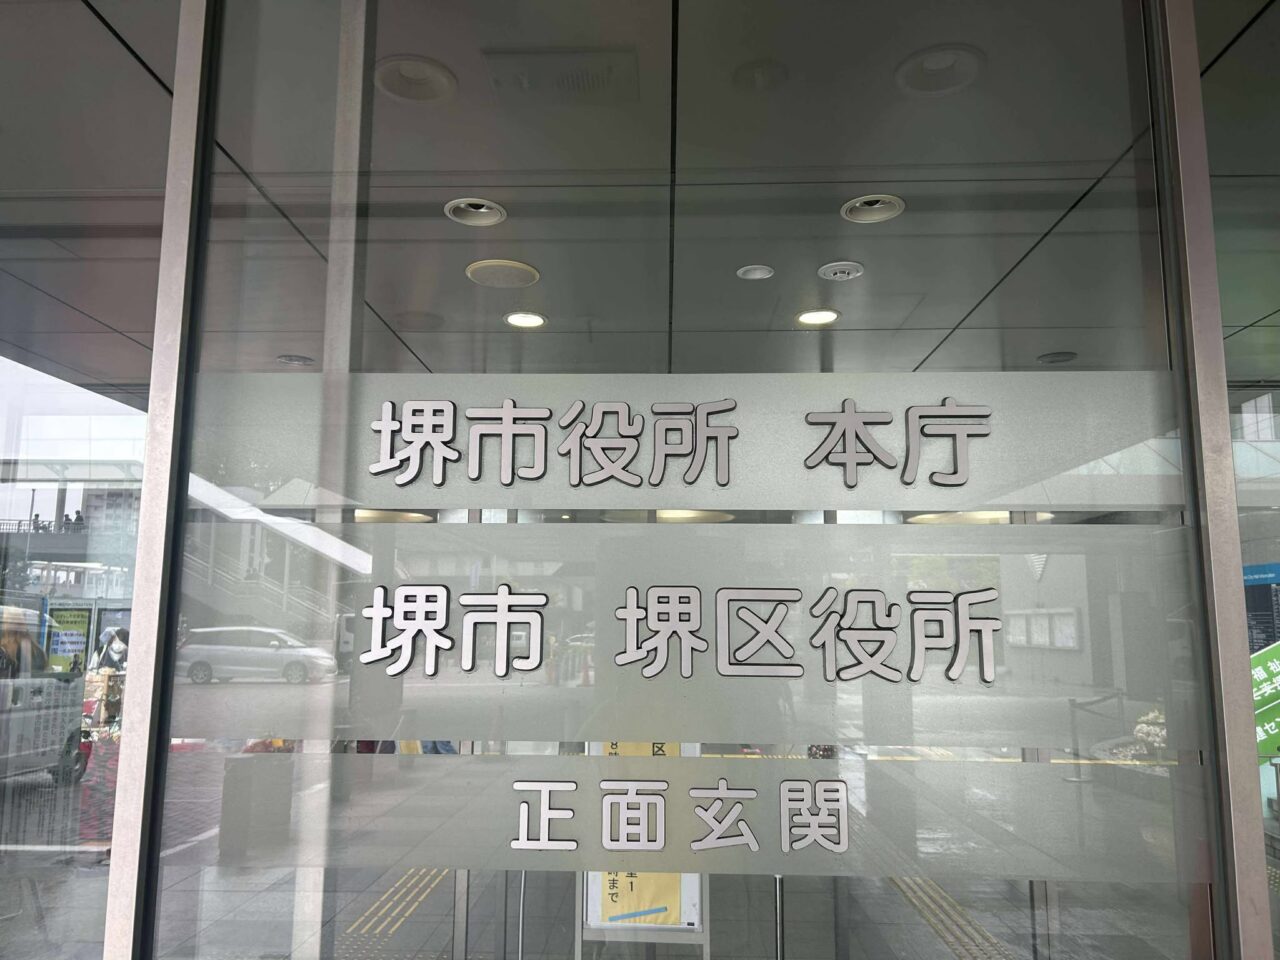 堺市役所 本庁
堺市 堺区役所
正面玄関